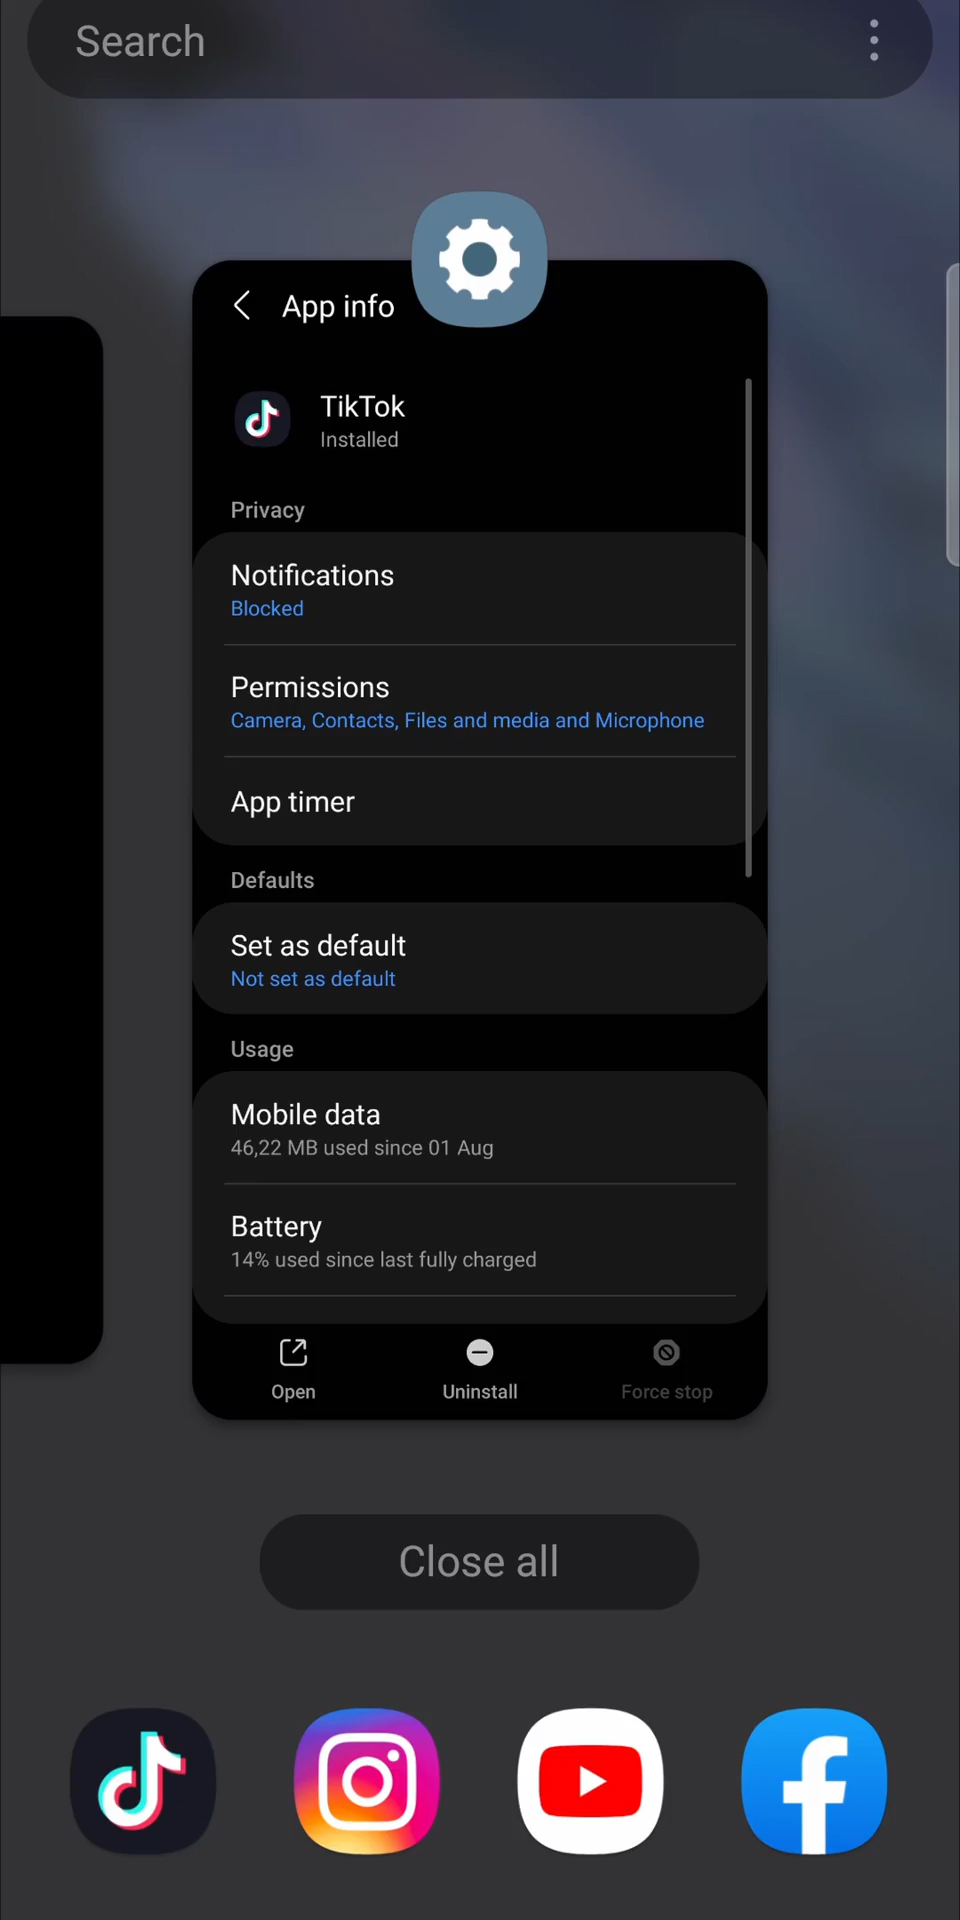 Search
App info
TikTok
Installed
Privacy
Notifications
Blocked
Permissions
Camera, Contacts, Files and media and Microphone
App timer
Defaults
Set as default
Not set as default
Usage
Mobile data
46,22 MB used since 01 Aug
Battery
14% used since last fully charged
Open
Uninstall
Force stop
Close all